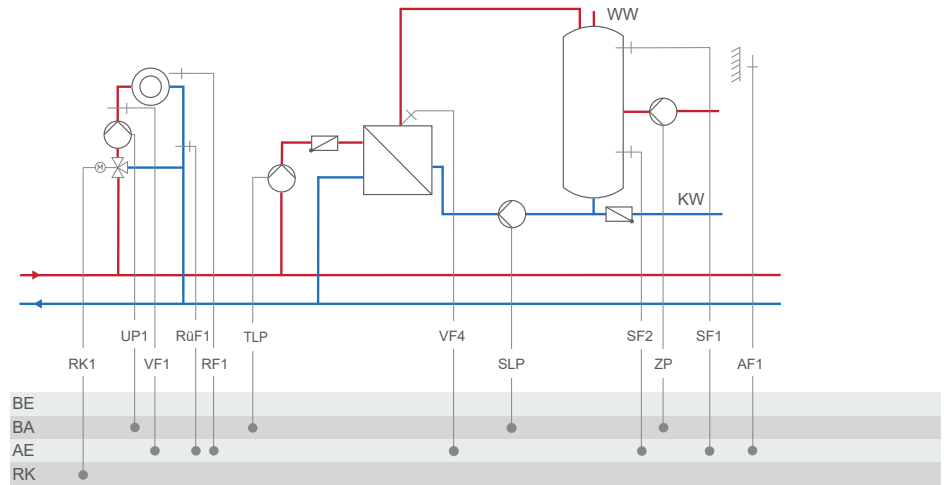 WW
M
KW
UP1 RüF1 TLP VF4 SF2 SF1
RK1 VF1 RF1 SLP ZP AF1
BE
BA
AE
RK